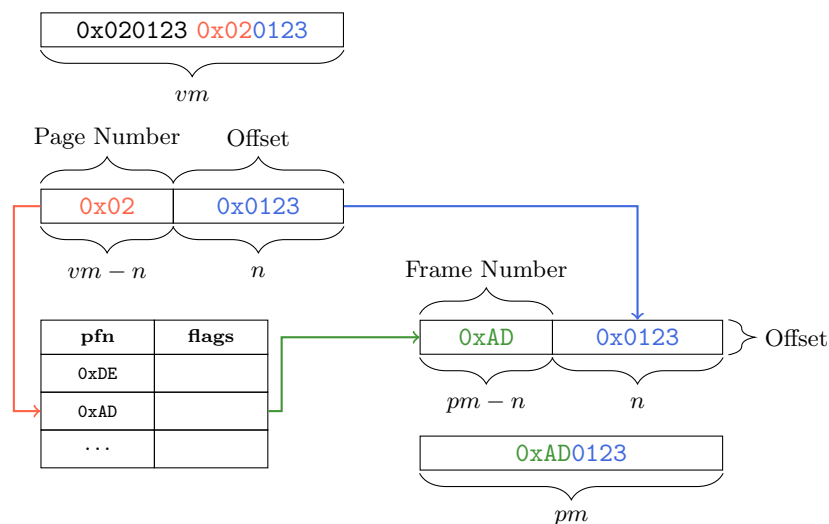 0x020123 0x020123
vm
Page Number Offset
0x02 0x0123
vm − n n
Frame Number
pfn flags
0xAD 0x0123
Offset
0xDE
0xAD
pm − n n
...
0xAD0123
pm